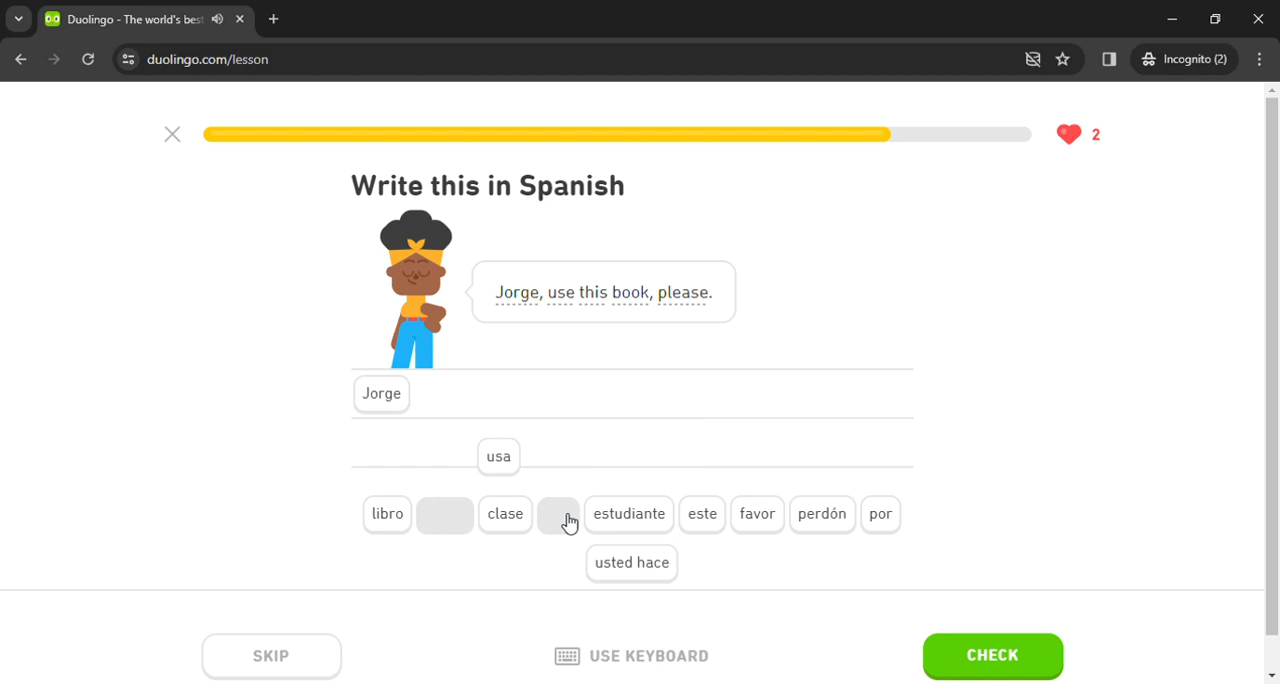 Duolingo - The world's bes
duolingo.com/lesson
Incognito (2)
2
Write this in Spanish
Jorge, use this book, please.
Jorge
usa
libro clase estudiante este favor perdón por
usted hace
SKIP USE KEYBOARD CHECK